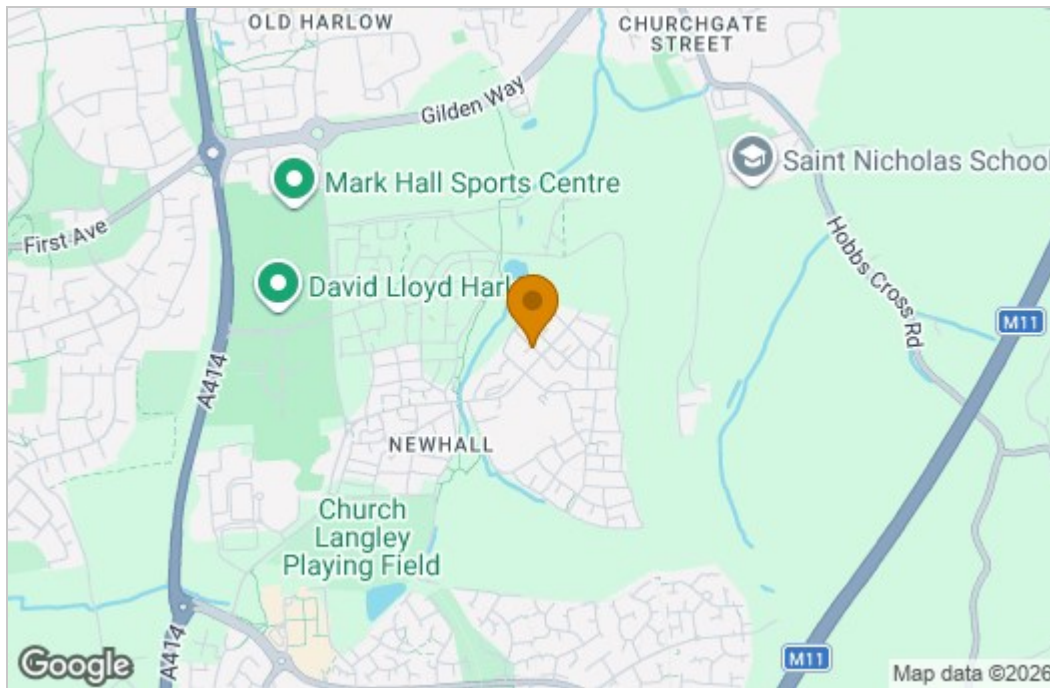 OLD HARLOW
CHURCHGATE
STREET
Gilden Way
Mark Hall Sports Centre
Saint Nicholas School
First Ave
David Lloyd Harl
Hobbs Cross Rd
M11
A414
NEWHALL
Church
Langley
Playing Field
A414
M11
Google
Map data ©2026